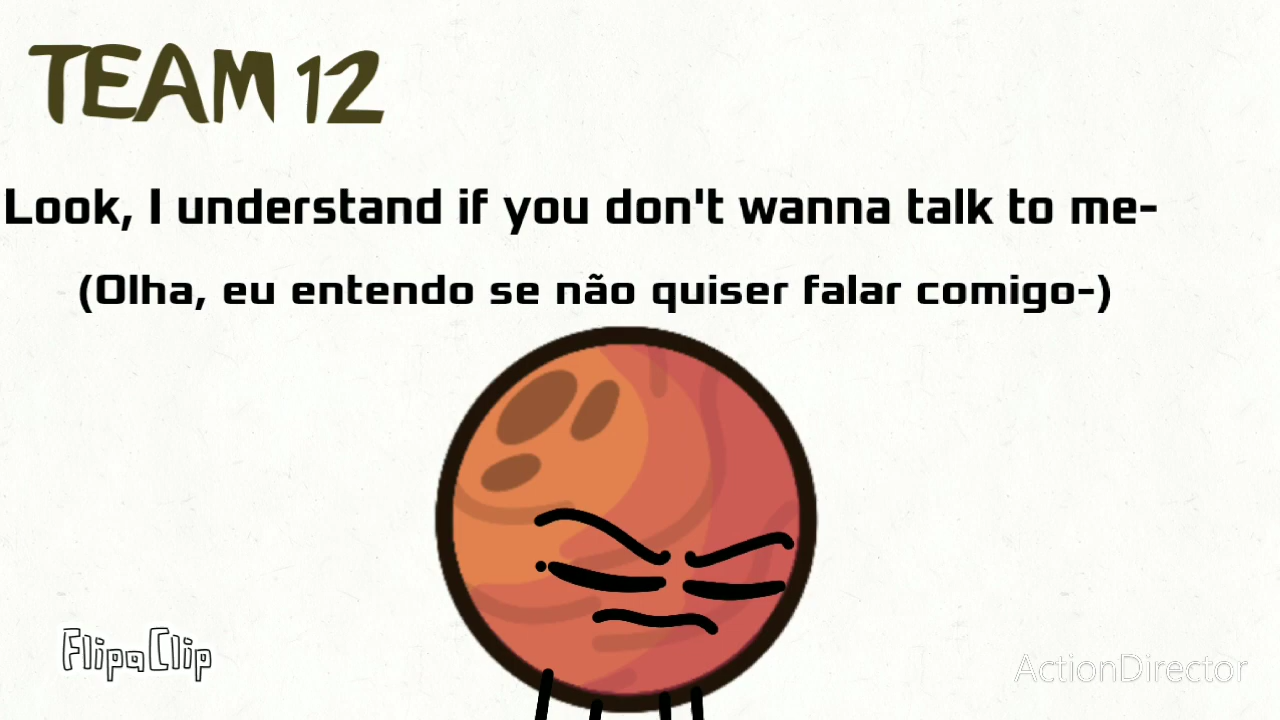 TEAM 12
Look, I understand if you don't wanna talk to me-
(Olha, eu entendo se não quiser falar comigo-)
FlipaClip
ActionDirector